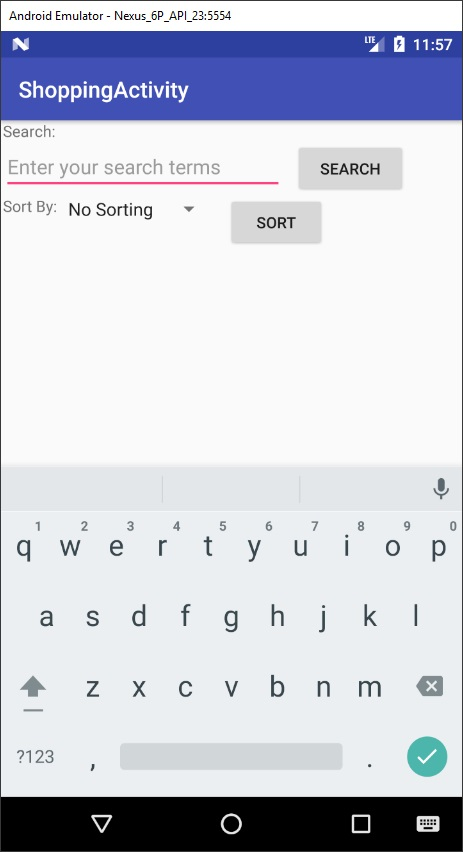 Android Emulator - Nexus_6P_API_23:5554
LTE 11:57
ShoppingActivity
Search:
Enter your search terms SEARCH
Sort By: No Sorting SORT
1 2 3 4 5 6 7 8 9 0
q w e r t y u i o p
a s d f g h j k l
z x c v b n m
?123 , .